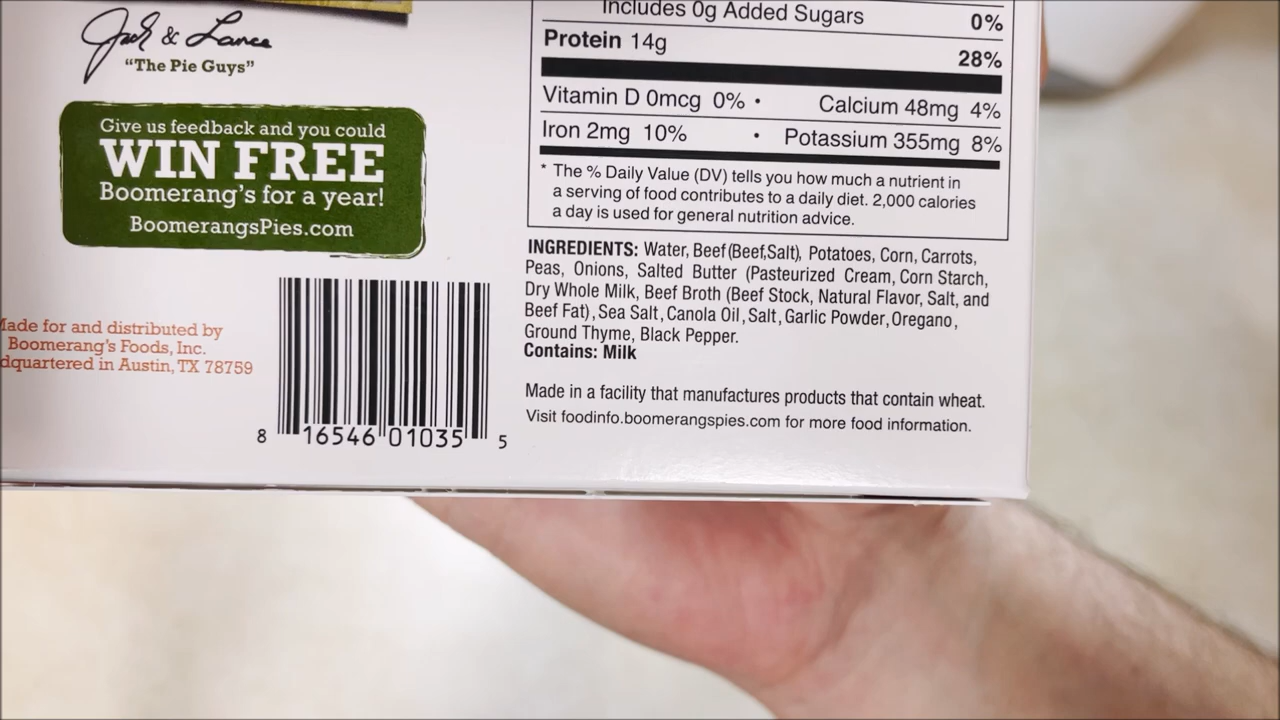 Jack & Lance
“The Pie Guys”
Give us feedback and you could
WIN FREE
Boomerang’s for a year!
BoomerangsPies.com
Made for and distributed by
Boomerang’s Foods, Inc.
dquartered in Austin, TX 78759
8 16546 01035 5
Includes 0g Added Sugars 0%
Protein 14g 28%
Vitamin D 0mcg 0% • Calcium 48mg 4%
Iron 2mg 10% • Potassium 355mg 8%
* The % Daily Value (DV) tells you how much a nutrient in
a serving of food contributes to a daily diet. 2,000 calories
a day is used for general nutrition advice.
INGREDIENTS: Water, Beef (Beef,Salt), Potatoes, Corn, Carrots,
Peas, Onions, Salted Butter (Pasteurized Cream, Corn Starch,
Dry Whole Milk, Beef Broth (Beef Stock, Natural Flavor, Salt, and
Beef Fat), Sea Salt, Canola Oil, Salt, Garlic Powder, Oregano,
Ground Thyme, Black Pepper.
Contains: Milk
Made in a facility that manufactures products that contain wheat.
Visit foodinfo.boomerangspies.com for more food information.